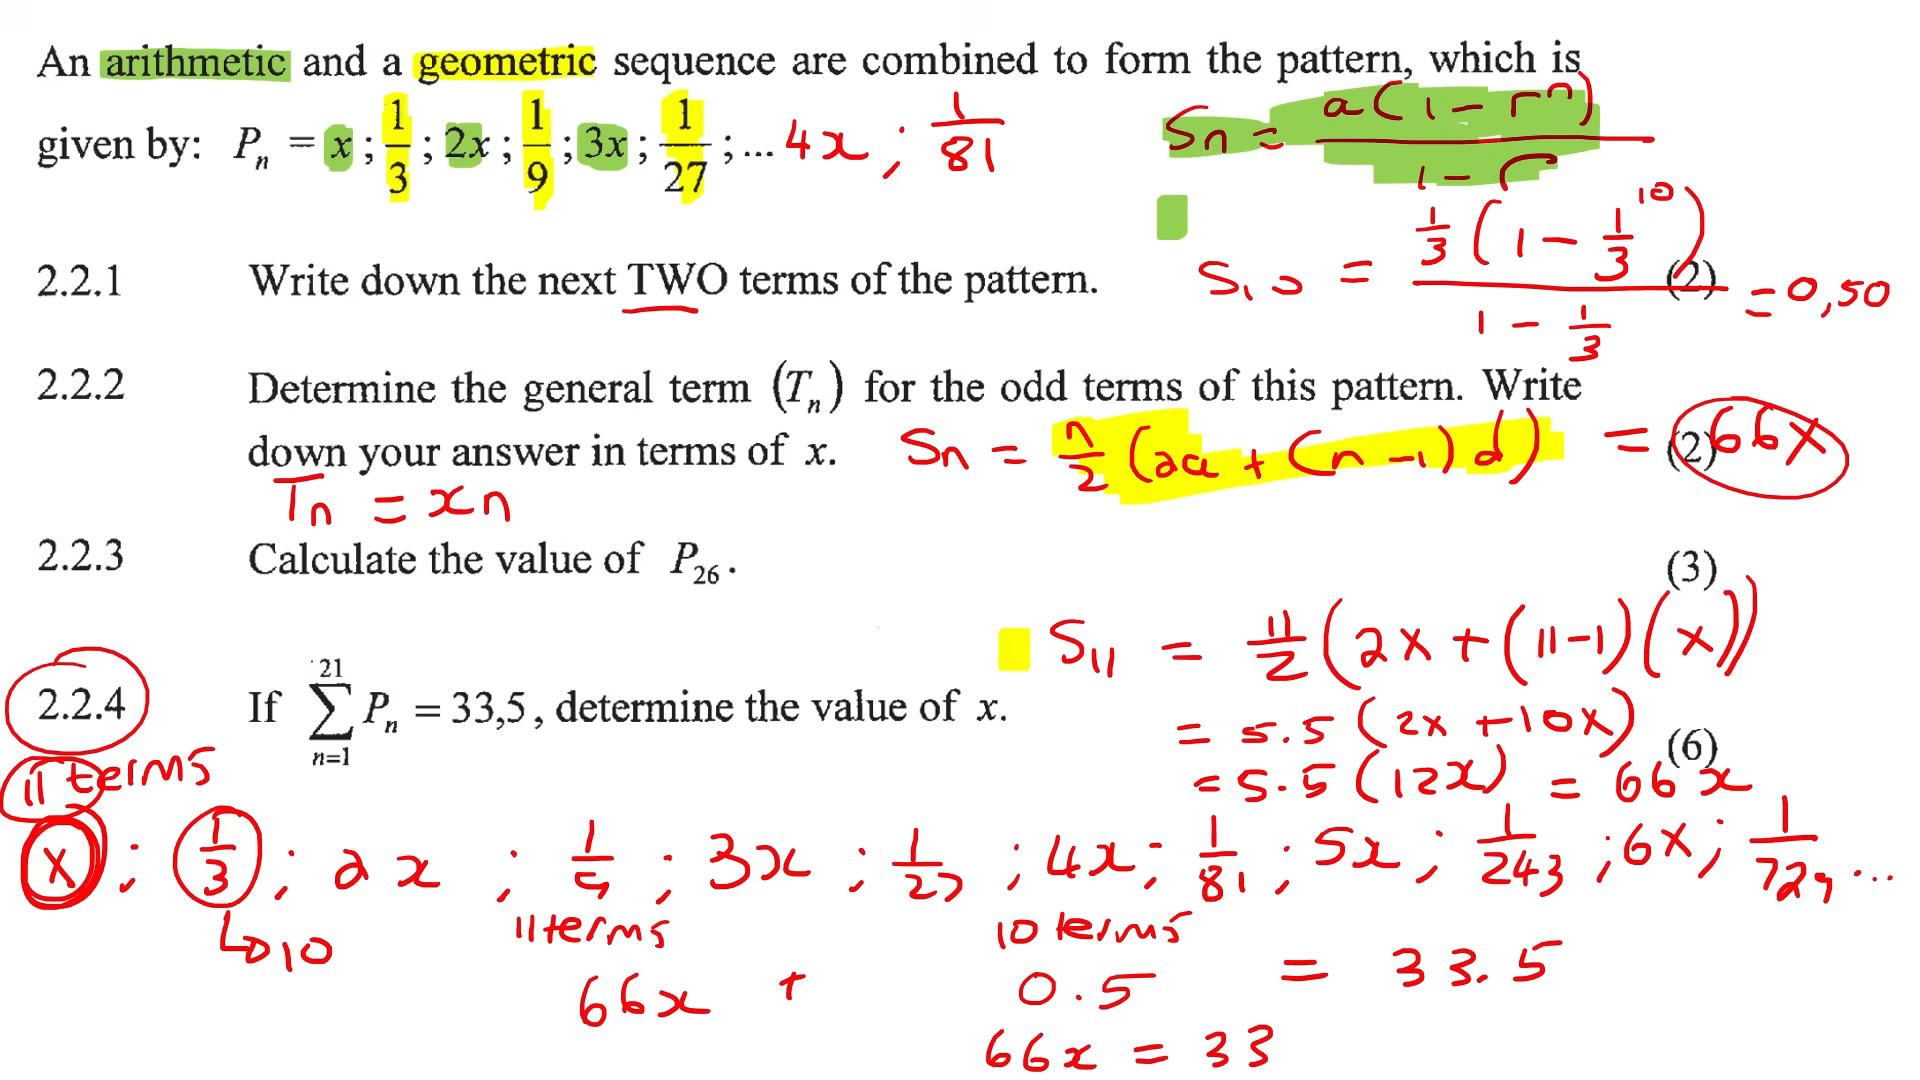 An arithmetic and a geometric sequence are combined to form the pattern, which is
given by: Pₙ = x ; 1/3 ; 2x ; 1/9 ; 3x ; 1/27 ; ... 4x ; 1/81
Sn = a(1 - rⁿ) / 1 - r
2.2.1 Write down the next TWO terms of the pattern. (2)
S10 = 1/3 (1 - 1/3¹⁰) / 1 - 1/3 = 0,50
2.2.2 Determine the general term (Tₙ) for the odd terms of this pattern. Write
down your answer in terms of x. (2)
Sn = n/2 (2a + (n - 1) d) = 66x
Tn = xn
2.2.3 Calculate the value of P₂₆. (3)
S11 = 11/2 (2x + (11-1)(x))
2.2.4 If 21 Σ n=1 Pₙ = 33,5 , determine the value of x. (6)
= 5.5 (2x + 10x)
= 5.5 (12x) = 66x
11 terms
x ; 1/3 ; 2x ; 1/9 ; 3x ; 1/27 ; 4x ; 1/81 ; 5x ; 1/243 ; 6x ; 1/729 ...
10 11 terms 10 terms
66x + 0.5 = 33.5
66x = 33